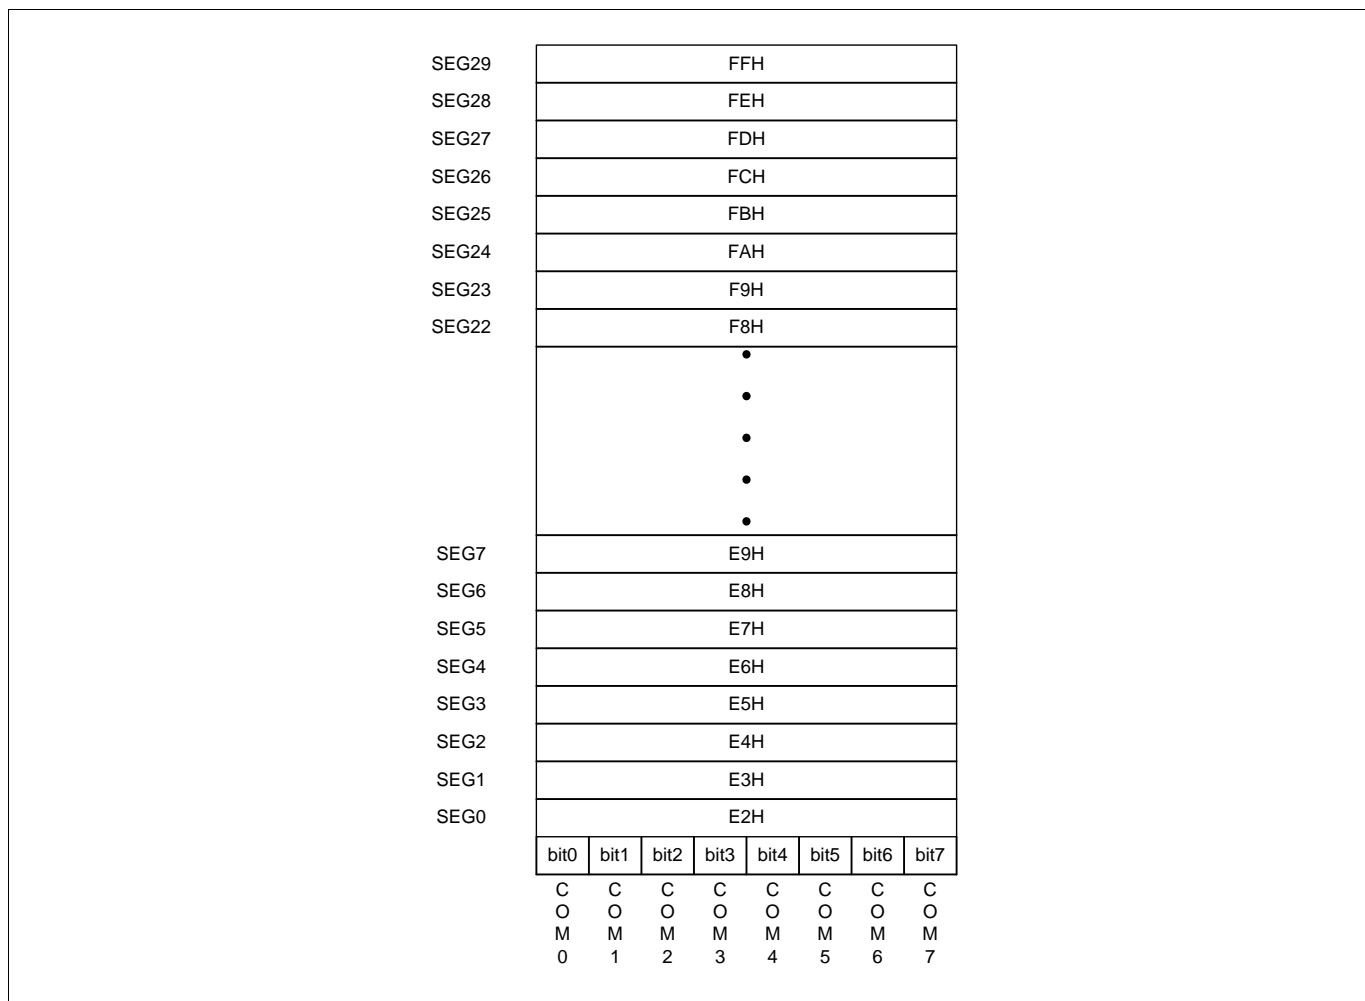 SEG29 FFH
SEG28 FEH
SEG27 FDH
SEG26 FCH
SEG25 FBH
SEG24 FAH
SEG23 F9H
SEG22 F8H
SEG7 E9H
SEG6 E8H
SEG5 E7H
SEG4 E6H
SEG3 E5H
SEG2 E4H
SEG1 E3H
SEG0 E2H
bit0 bit1 bit2 bit3 bit4 bit5 bit6 bit7
C C C C C C C C
O O O O O O O O
M M M M M M M M
0 1 2 3 4 5 6 7